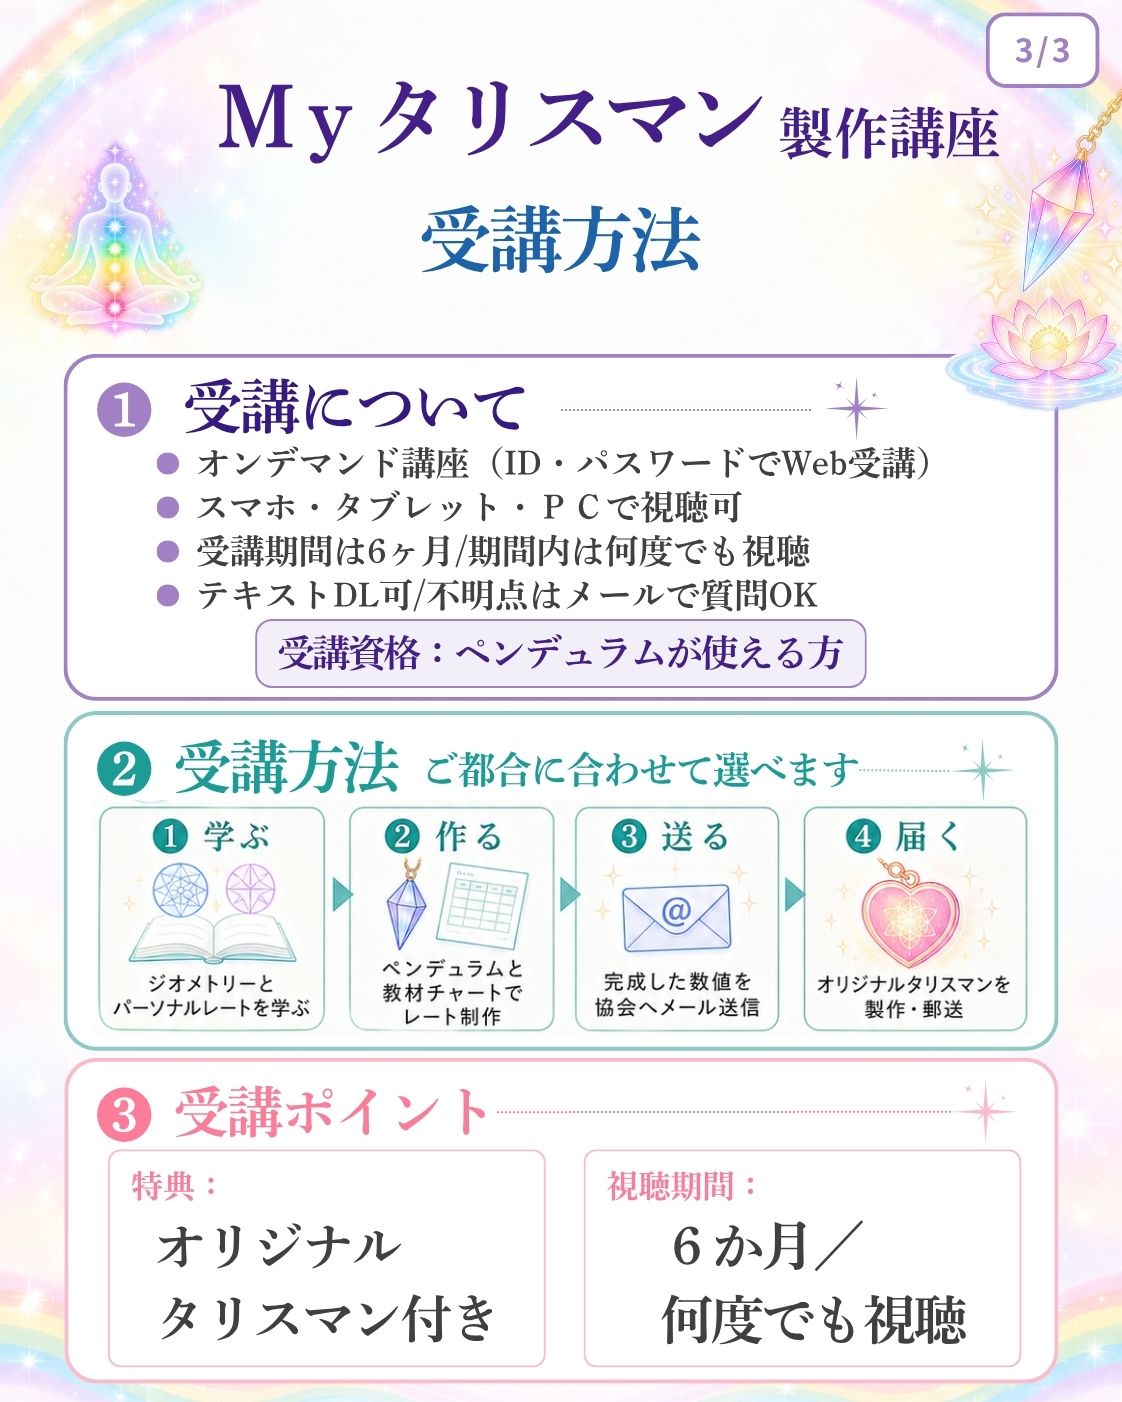 3/3
Myタリスマン 製作講座
受講方法
1 受講について
オンデマンド講座（ID・パスワードでWeb受講）
スマホ・タブレット・ＰＣで視聴可
受講期間は6ヶ月/期間内は何度でも視聴
テキストDL可/不明点はメールで質問OK
受講資格：ペンデュラムが使える方
2 受講方法 ご都合に合わせて選べます
1 学ぶ
ジオメトリーと
パーソナルレートを学ぶ
2 作る
ペンデュラムと
教材チャートで
レート制作
3 送る
@
完成した数値を
協会へメール送信
4 届く
オリジナルタリスマンを
製作・郵送
3 受講ポイント
特典：
オリジナル
タリスマン付き
視聴期間：
６か月／
何度でも視聴